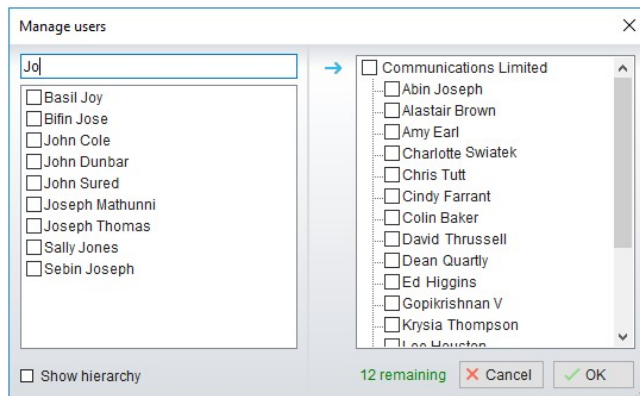 Manage users
Jo
Basil Joy
Bifin Jose
John Cole
John Dunbar
John Sured
Joseph Mathunni
Joseph Thomas
Sally Jones
Sebin Joseph
Show hierarchy
Communications Limited
Abin Joseph
Alastair Brown
Amy Earl
Charlotte Swiatek
Chris Tutt
Cindy Farrant
Colin Baker
David Thrussell
Dean Quartly
Ed Higgins
Gopikrishnan V
Krysia Thompson
12 remaining
Cancel
OK